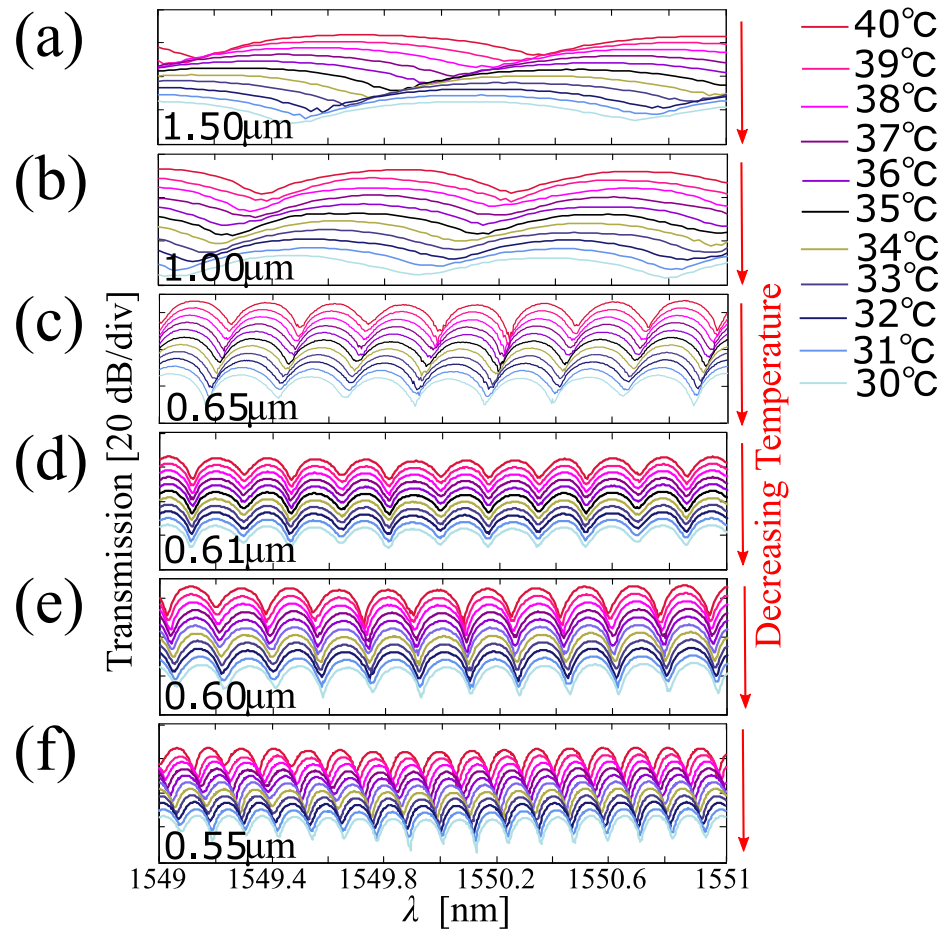 (a)
1.50μm
(b)
1.00μm
(c)
0.65μm
(d)
0.61μm
(e)
0.60μm
(f)
0.55μm
Transmission [20 dB/div]
1549 1549.4 1549.8 1550.2 1550.6 1551
λ [nm]
Decreasing Temperature
40°C
39°C
38°C
37°C
36°C
35°C
34°C
33°C
32°C
31°C
30°C